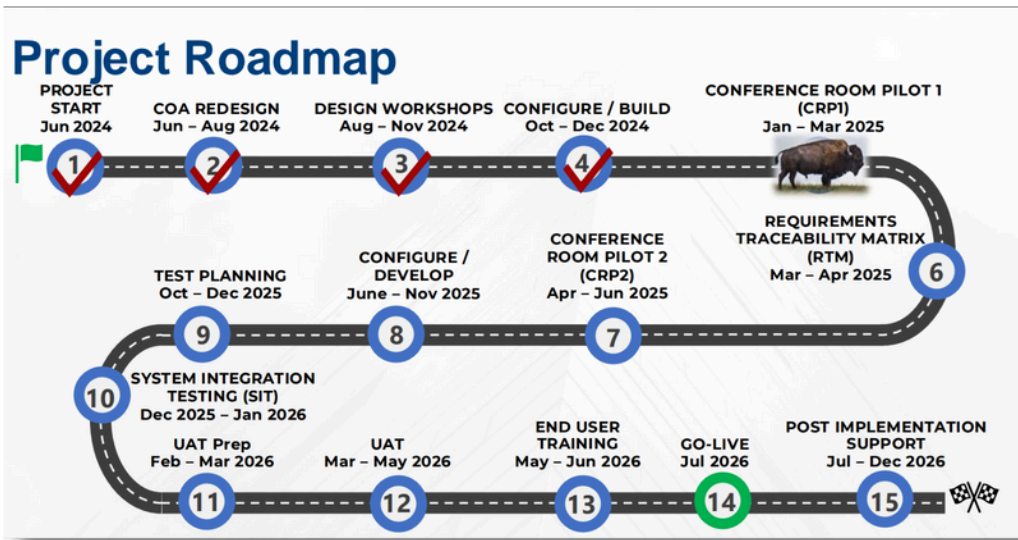 Project Roadmap
PROJECT
START
Jun 2024
1
COA REDESIGN
Jun – Aug 2024
2
DESIGN WORKSHOPS
Aug – Nov 2024
3
CONFIGURE / BUILD
Oct – Dec 2024
4
CONFERENCE ROOM PILOT 1
(CRP1)
Jan – Mar 2025
REQUIREMENTS
TRACEABILITY MATRIX
(RTM)
Mar – Apr 2025
6
CONFERENCE
ROOM PILOT 2
(CRP2)
Apr – Jun 2025
7
CONFIGURE /
DEVELOP
June – Nov 2025
8
TEST PLANNING
Oct – Dec 2025
9
SYSTEM INTEGRATION
TESTING (SIT)
Dec 2025 – Jan 2026
10
UAT Prep
Feb – Mar 2026
11
UAT
Mar – May 2026
12
END USER
TRAINING
May – Jun 2026
13
GO-LIVE
Jul 2026
14
POST IMPLEMENTATION
SUPPORT
Jul – Dec 2026
15